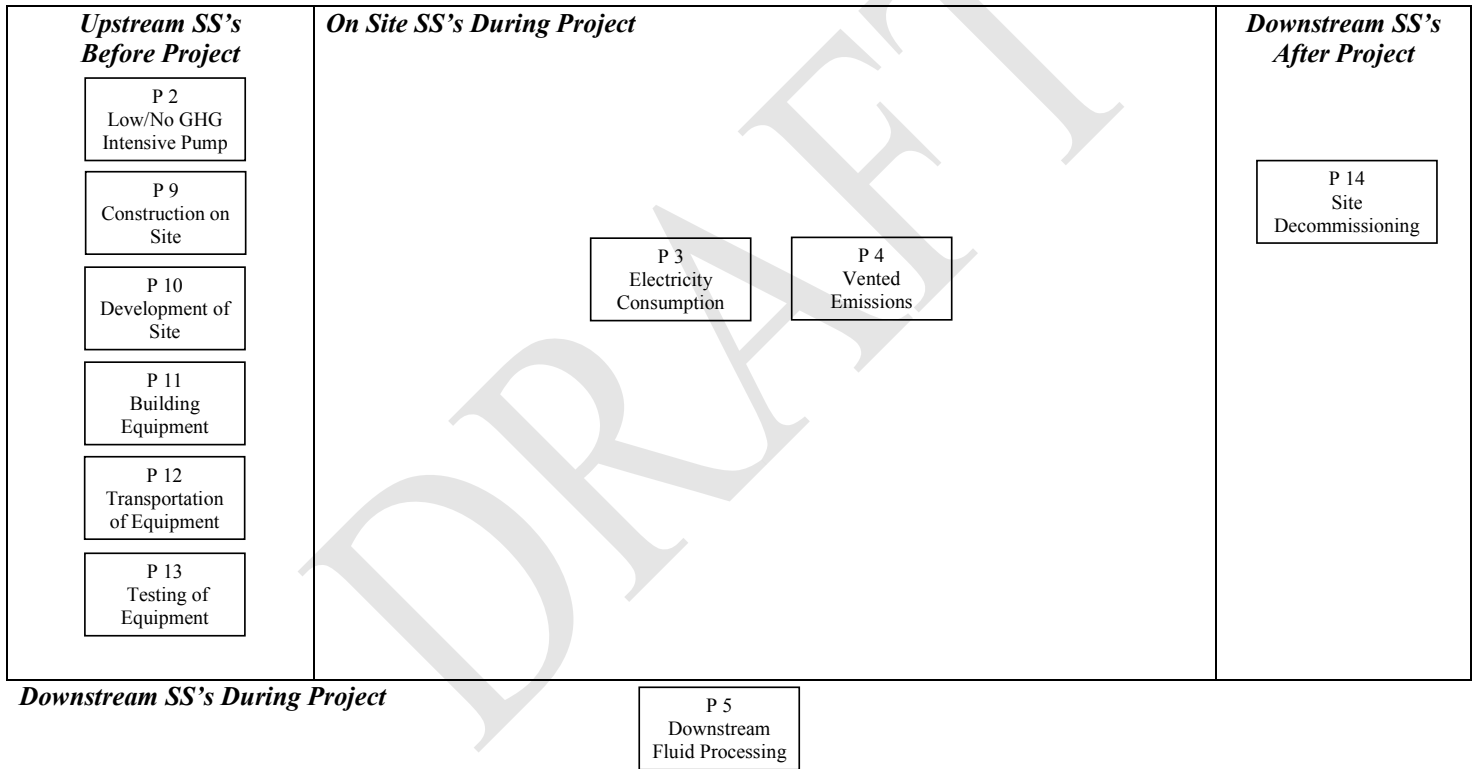 Upstream SS's
Before Project
P 2
Low/No GHG
Intensive Pump
P 9
Construction on
Site
P 10
Development of
Site
P 11
Building
Equipment
P 12
Transportation
of Equipment
P 13
Testing of
Equipment
On Site SS's During Project
P 3
Electricity
Consumption
P 4
Vented
Emissions
Downstream SS's
After Project
P 14
Site
Decommissioning
Downstream SS's During Project
P 5
Downstream
Fluid Processing
DRAFT